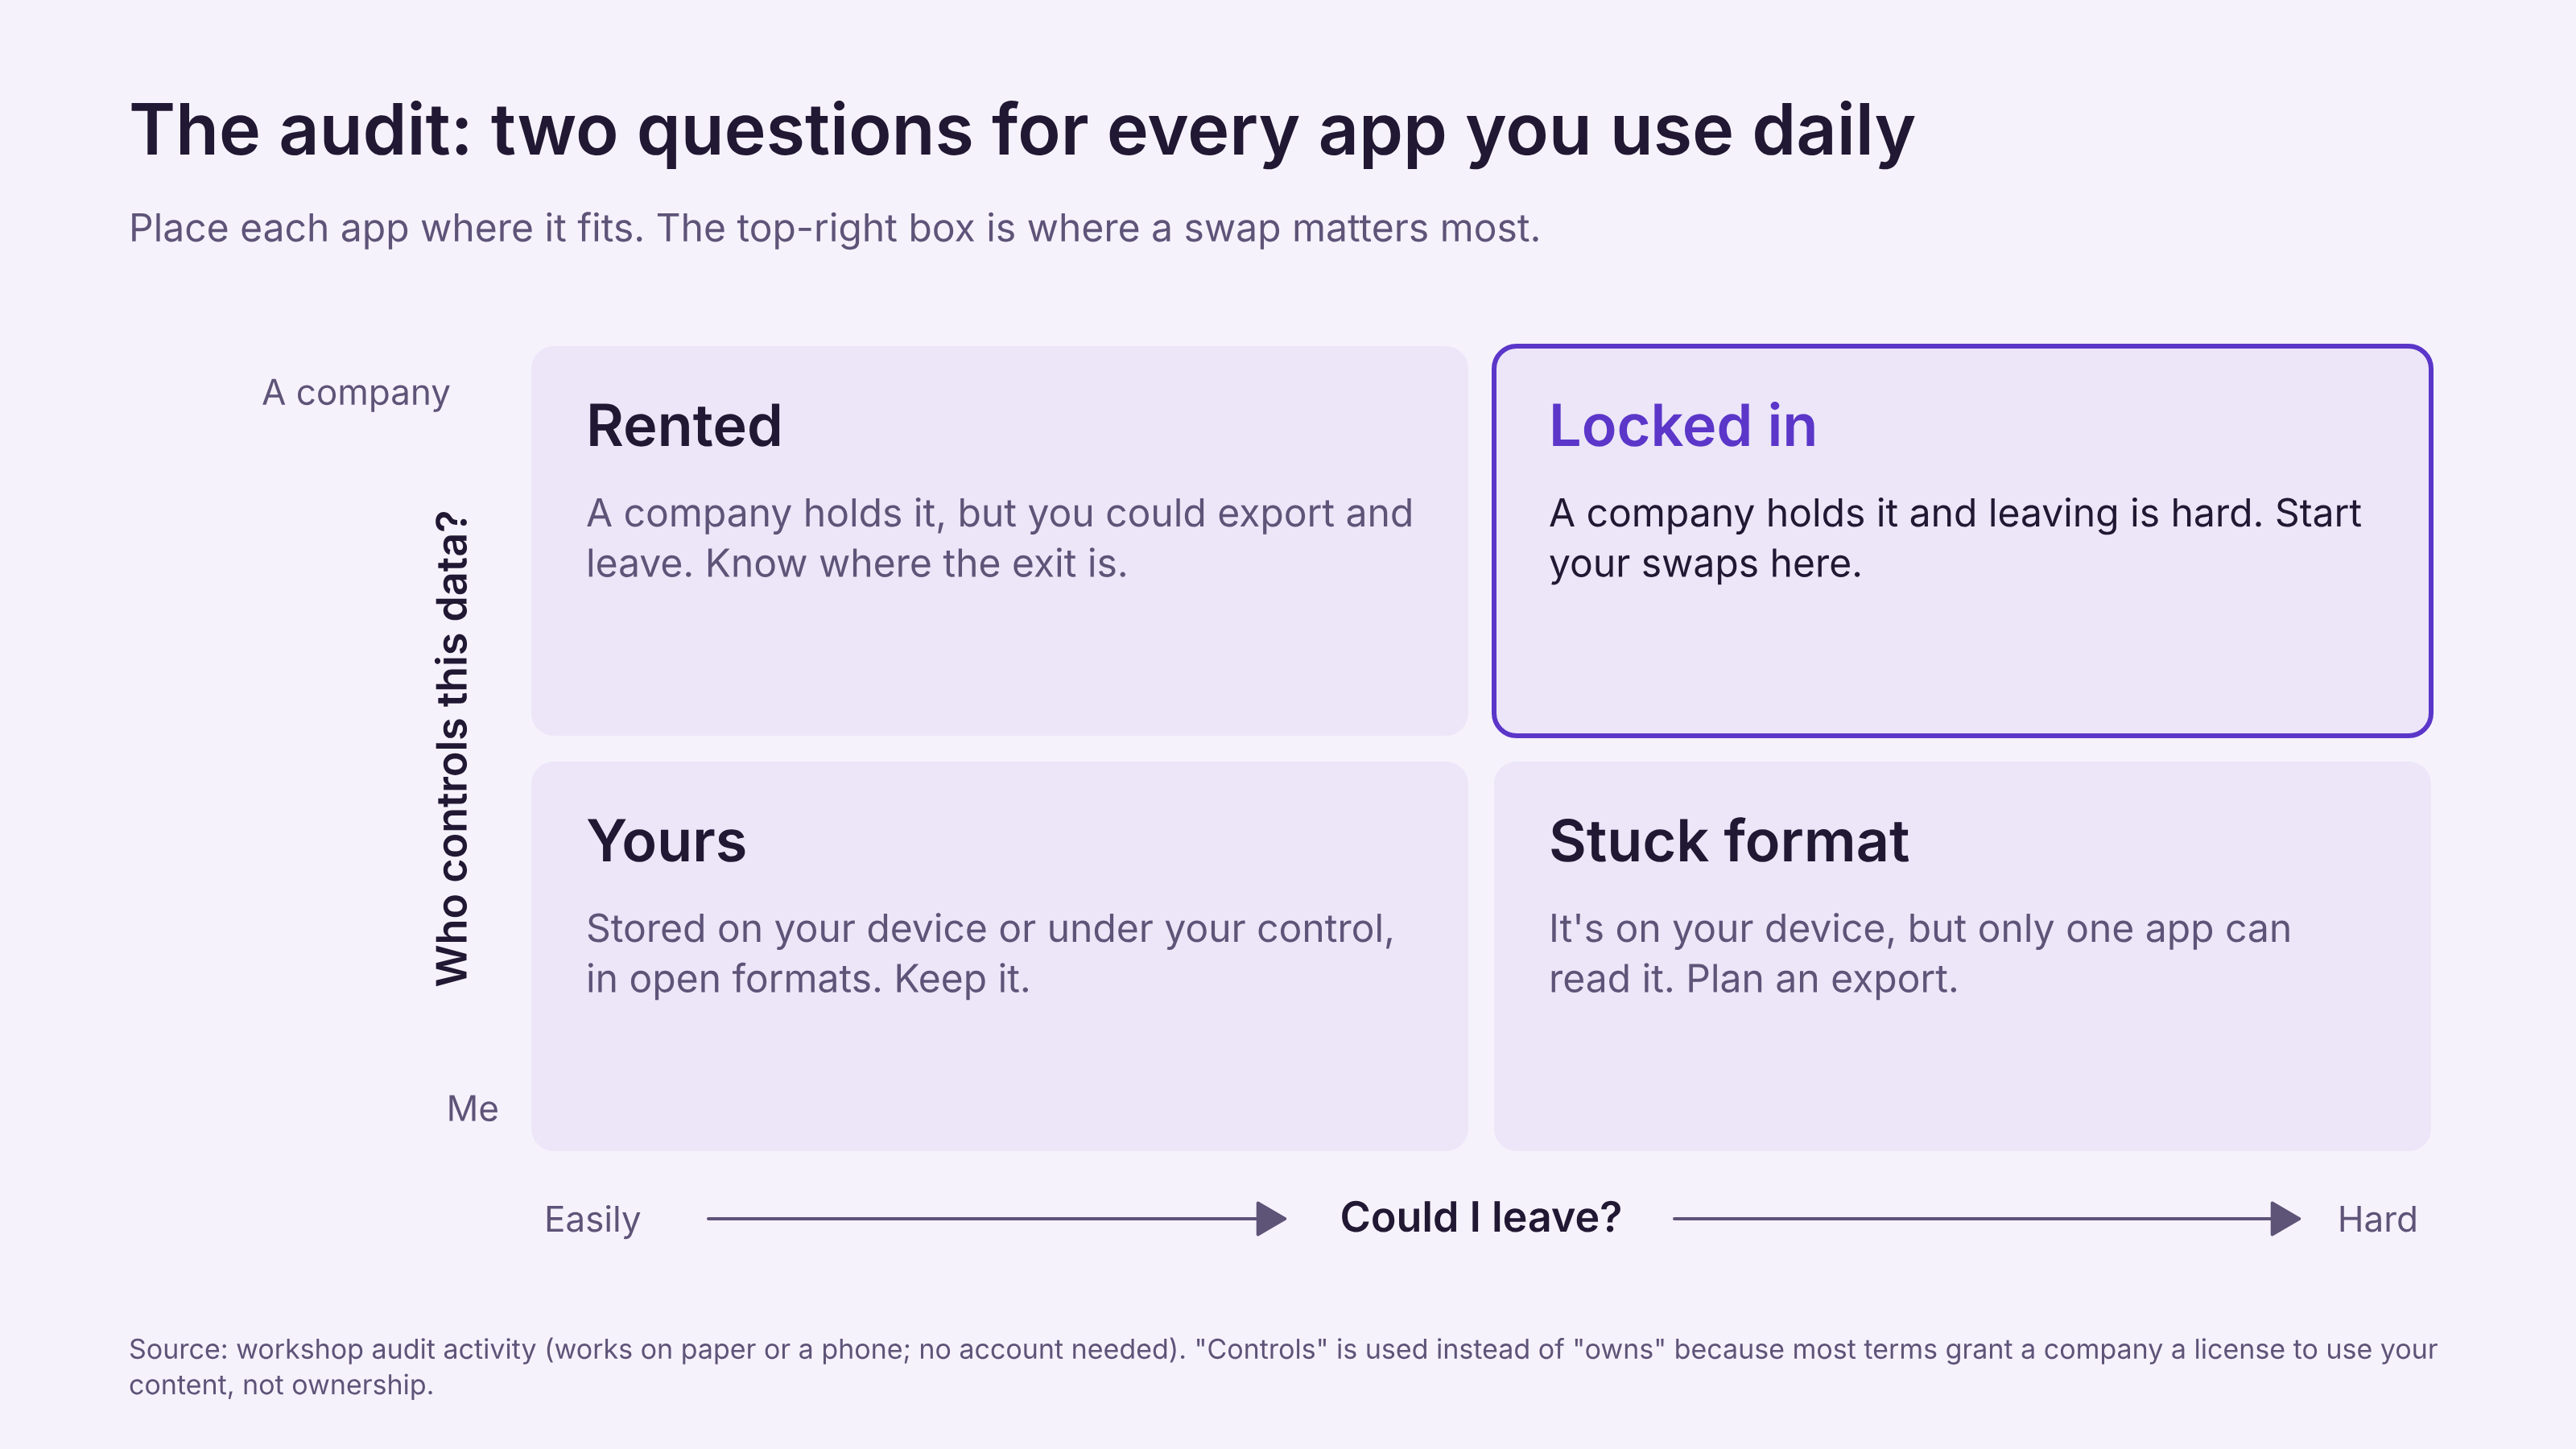 The audit: two questions for every app you use daily
Place each app where it fits. The top-right box is where a swap matters most.
A company
Who controls this data?
Me
Rented
A company holds it, but you could export and
leave. Know where the exit is.
Locked in
A company holds it and leaving is hard. Start
your swaps here.
Yours
Stored on your device or under your control,
in open formats. Keep it.
Stuck format
It's on your device, but only one app can
read it. Plan an export.
Easily
Could I leave?
Hard
Source: workshop audit activity (works on paper or a phone; no account needed). "Controls" is used instead of "owns" because most terms grant a company a license to use your
content, not ownership.